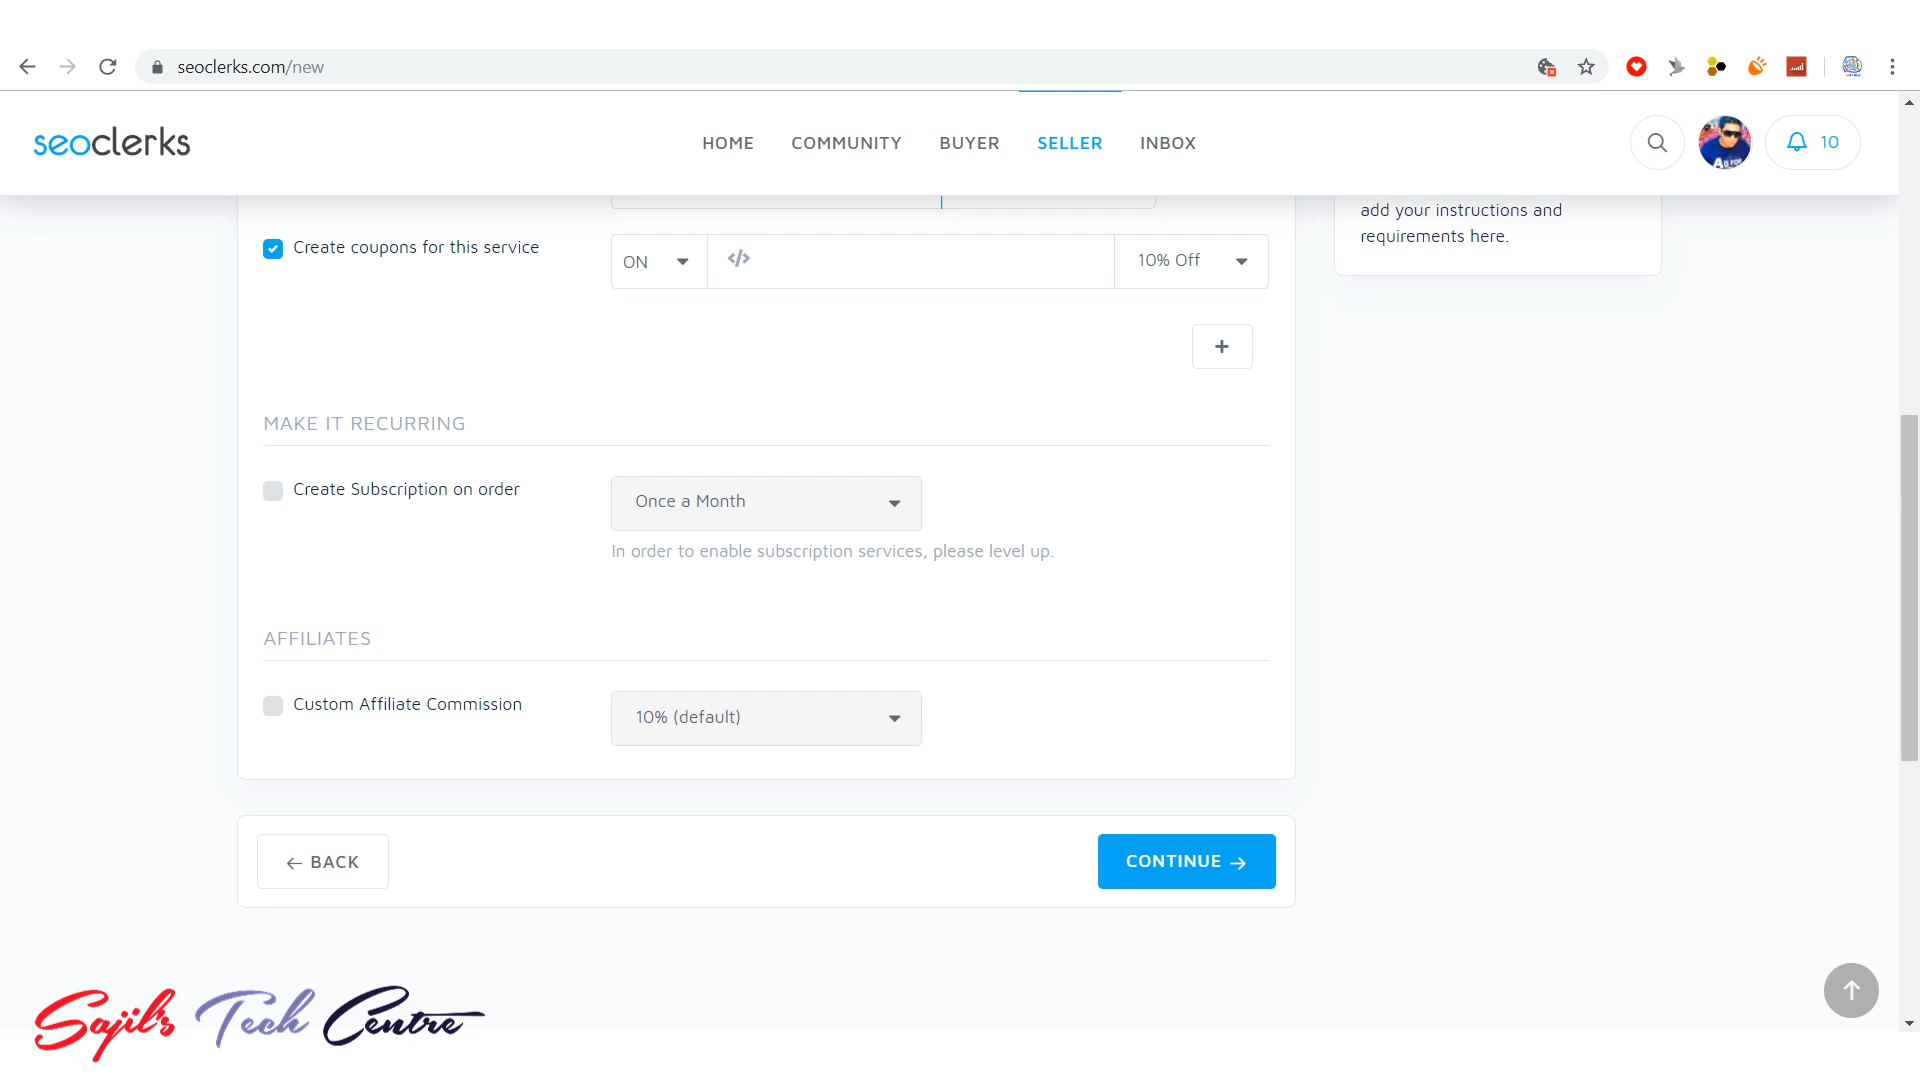 seoclerks.com/new
seoclerks
HOME COMMUNITY BUYER SELLER INBOX
10
add your instructions and
requirements here.
Create coupons for this service
ON
10% Off
+
MAKE IT RECURRING
Create Subscription on order
Once a Month
In order to enable subscription services, please level up.
AFFILIATES
Custom Affiliate Commission
10% (default)
← BACK
CONTINUE →
Sajil's Tech Centre